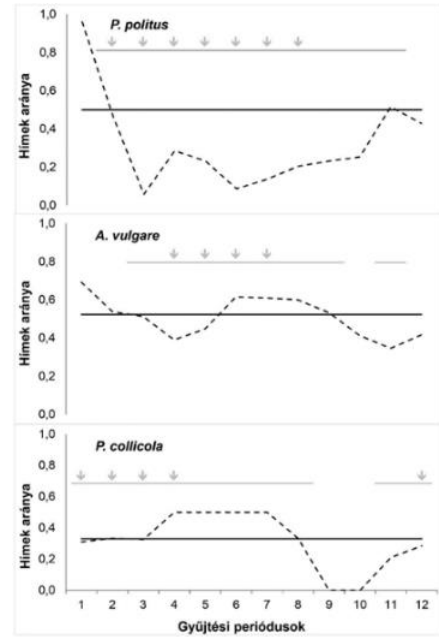 P. politus
Hímek aránya
1,0
0,8
0,6
0,4
0,2
0,0
A. vulgare
Hímek aránya
1,0
0,8
0,6
0,4
0,2
0,0
P. collicola
Hímek aránya
1,0
0,8
0,6
0,4
0,2
0,0
1 2 3 4 5 6 7 8 9 10 11 12
Gyűjtési periódusok